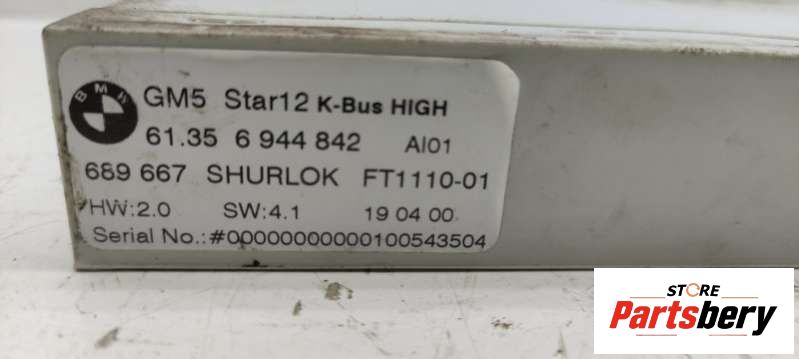 BMW
GM5 Star12 K-Bus HIGH
61.35 6 944 842 AI01
689 667 SHURLOK FT1110-01
HW:2.0 SW:4.1 19 04 00
Serial No.:#00000000000100543504
STORE
Partsbery